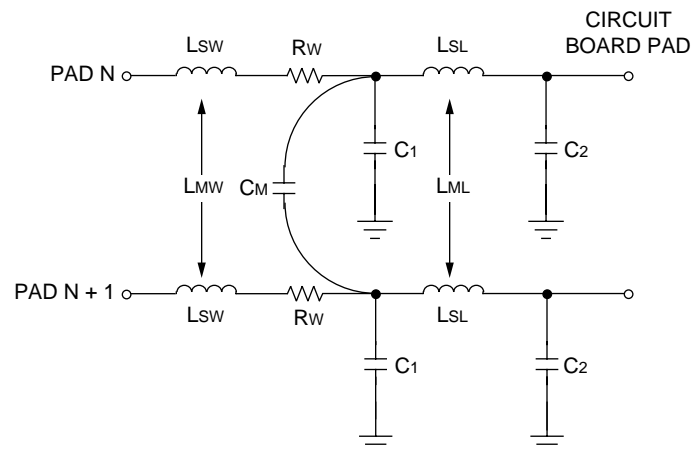 CIRCUIT
BOARD PAD
LSW
RW
LSL
PAD N
C1
C2
LMW
CM
LML
PAD N + 1
LSW
RW
LSL
C1
C2